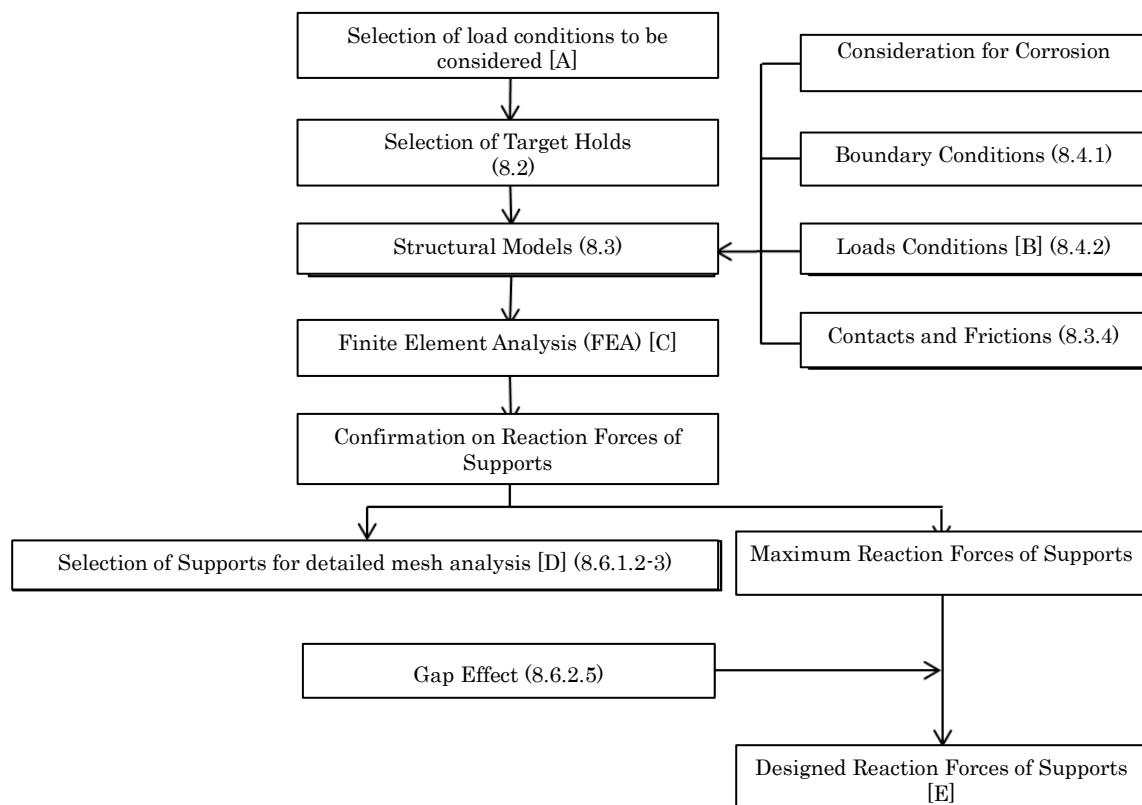 Selection of load conditions to be
considered [A]
Selection of Target Holds
(8.2)
Structural Models (8.3)
Finite Element Analysis (FEA) [C]
Confirmation on Reaction Forces of
Supports
Consideration for Corrosion
Boundary Conditions (8.4.1)
Loads Conditions [B] (8.4.2)
Contacts and Frictions (8.3.4)
Selection of Supports for detailed mesh analysis [D] (8.6.1.2-3)
Maximum Reaction Forces of Supports
Gap Effect (8.6.2.5)
Designed Reaction Forces of Supports
[E]